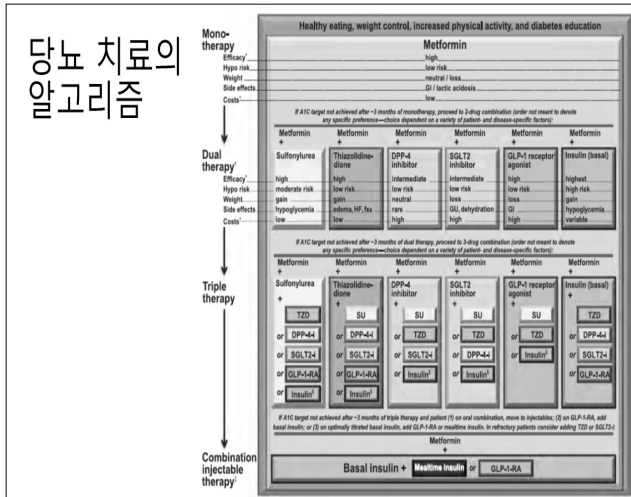 당뇨 치료의
알고리즘
Healthy eating, weight control, increased physical activity, and diabetes education
Mono-
therapy
Metformin
Efficacy* high
Hypo risk low risk
Weight neutral / loss
Side effects GI / lactic acidosis
Costs* low
If A1C target not achieved after ~3 months of monotherapy, proceed to 2-drug combination (order not meant to denote
any specific preference—choice dependent on a variety of patient- and disease-specific factors):
Metformin Metformin Metformin Metformin Metformin Metformin
+ + + + + +
Dual
therapy†
Sulfonylurea Thiazolidine-
dione DPP-4
inhibitor SGLT2
inhibitor GLP-1 receptor
agonist Insulin (basal)
Efficacy* high high intermediate intermediate high highest
Hypo risk moderate risk low risk low risk low risk low risk high risk
Weight gain gain neutral loss loss gain
Side effects hypoglycemia edema, HF, fxs rare GU, dehydration GI hypoglycemia
Costs* low low high high high variable
If A1C target not achieved after ~3 months of dual therapy, proceed to 3-drug combination (order not meant to denote
any specific preference—choice dependent on a variety of patient- and disease-specific factors):
Metformin Metformin Metformin Metformin Metformin Metformin
+ + + + + +
Triple
therapy
Sulfonylurea Thiazolidine-
dione DPP-4
inhibitor SGLT2
inhibitor GLP-1 receptor
agonist Insulin (basal)
+ + + + + +
TZD SU SU SU SU TZD
or DPP-4-i or DPP-4-i or TZD or TZD or TZD or DPP-4-i
or SGLT2-i or SGLT2-i or SGLT2-i or DPP-4-i or Insulin§ or SGLT2-i
or GLP-1-RA or GLP-1-RA or Insulin§ or Insulin§ or GLP-1-RA
or Insulin§ or Insulin§
If A1C target not achieved after ~3 months of triple therapy and patient (1) on oral combination, move to injectables; (2) on GLP-1-RA, add
basal insulin; or (3) on optimally titrated basal insulin, add GLP-1-RA or mealtime insulin. In refractory patients consider adding TZD or SGLT2-i:
Metformin
+
Combination
injectable
therapy‡
Basal insulin + Mealtime insulin or GLP-1-RA